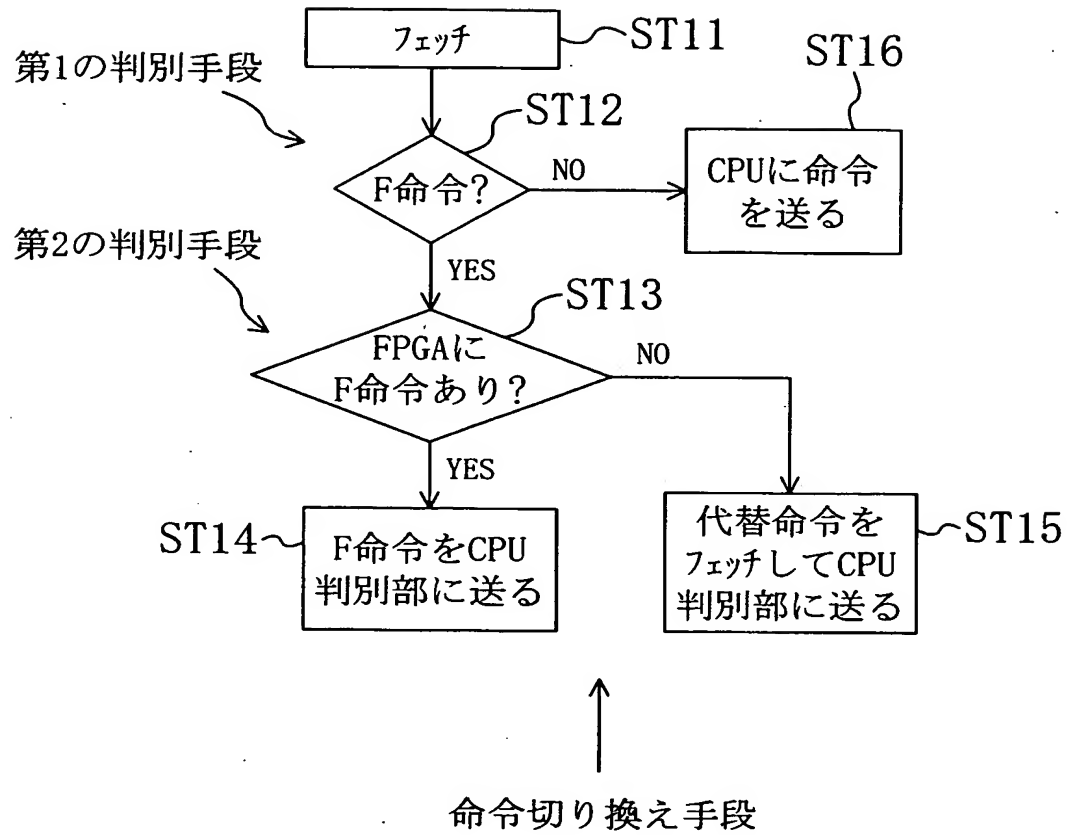 フェッチ
ST11
第1の判別手段
ST12
ST16
F命令?
NO
CPUに命令
を送る
第2の判別手段
YES
ST13
FPGAに
F命令あり?
NO
YES
ST14
F命令をCPU
判別部に送る
代替命令を
フェッチしてCPU
判別部に送る
ST15
命令切り換え手段